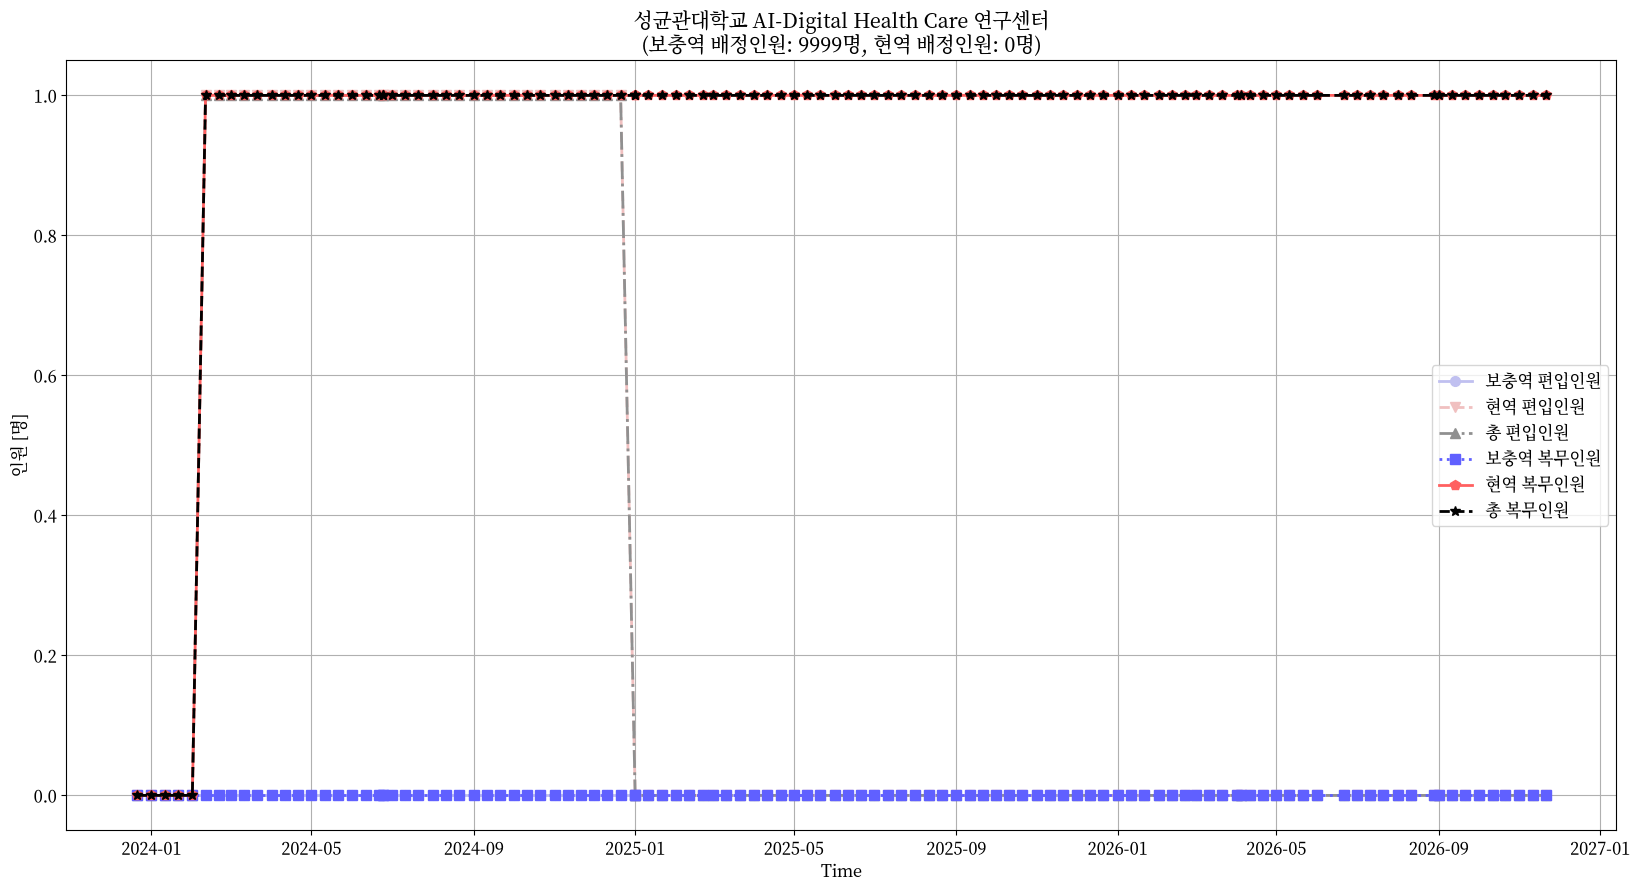 성균관대학교 AI-Digital Health Care 연구센터
(보충역 배정인원: 9999명, 현역 배정인원: 0명)
인원 [명]
1.0
0.8
0.6
0.4
0.2
0.0
보충역 편입인원
현역 편입인원
총 편입인원
보충역 복무인원
현역 복무인원
총 복무인원
2024-01
2024-05
2024-09
2025-01
2025-05
2025-09
2026-01
2026-05
2026-09
2027-01
Time